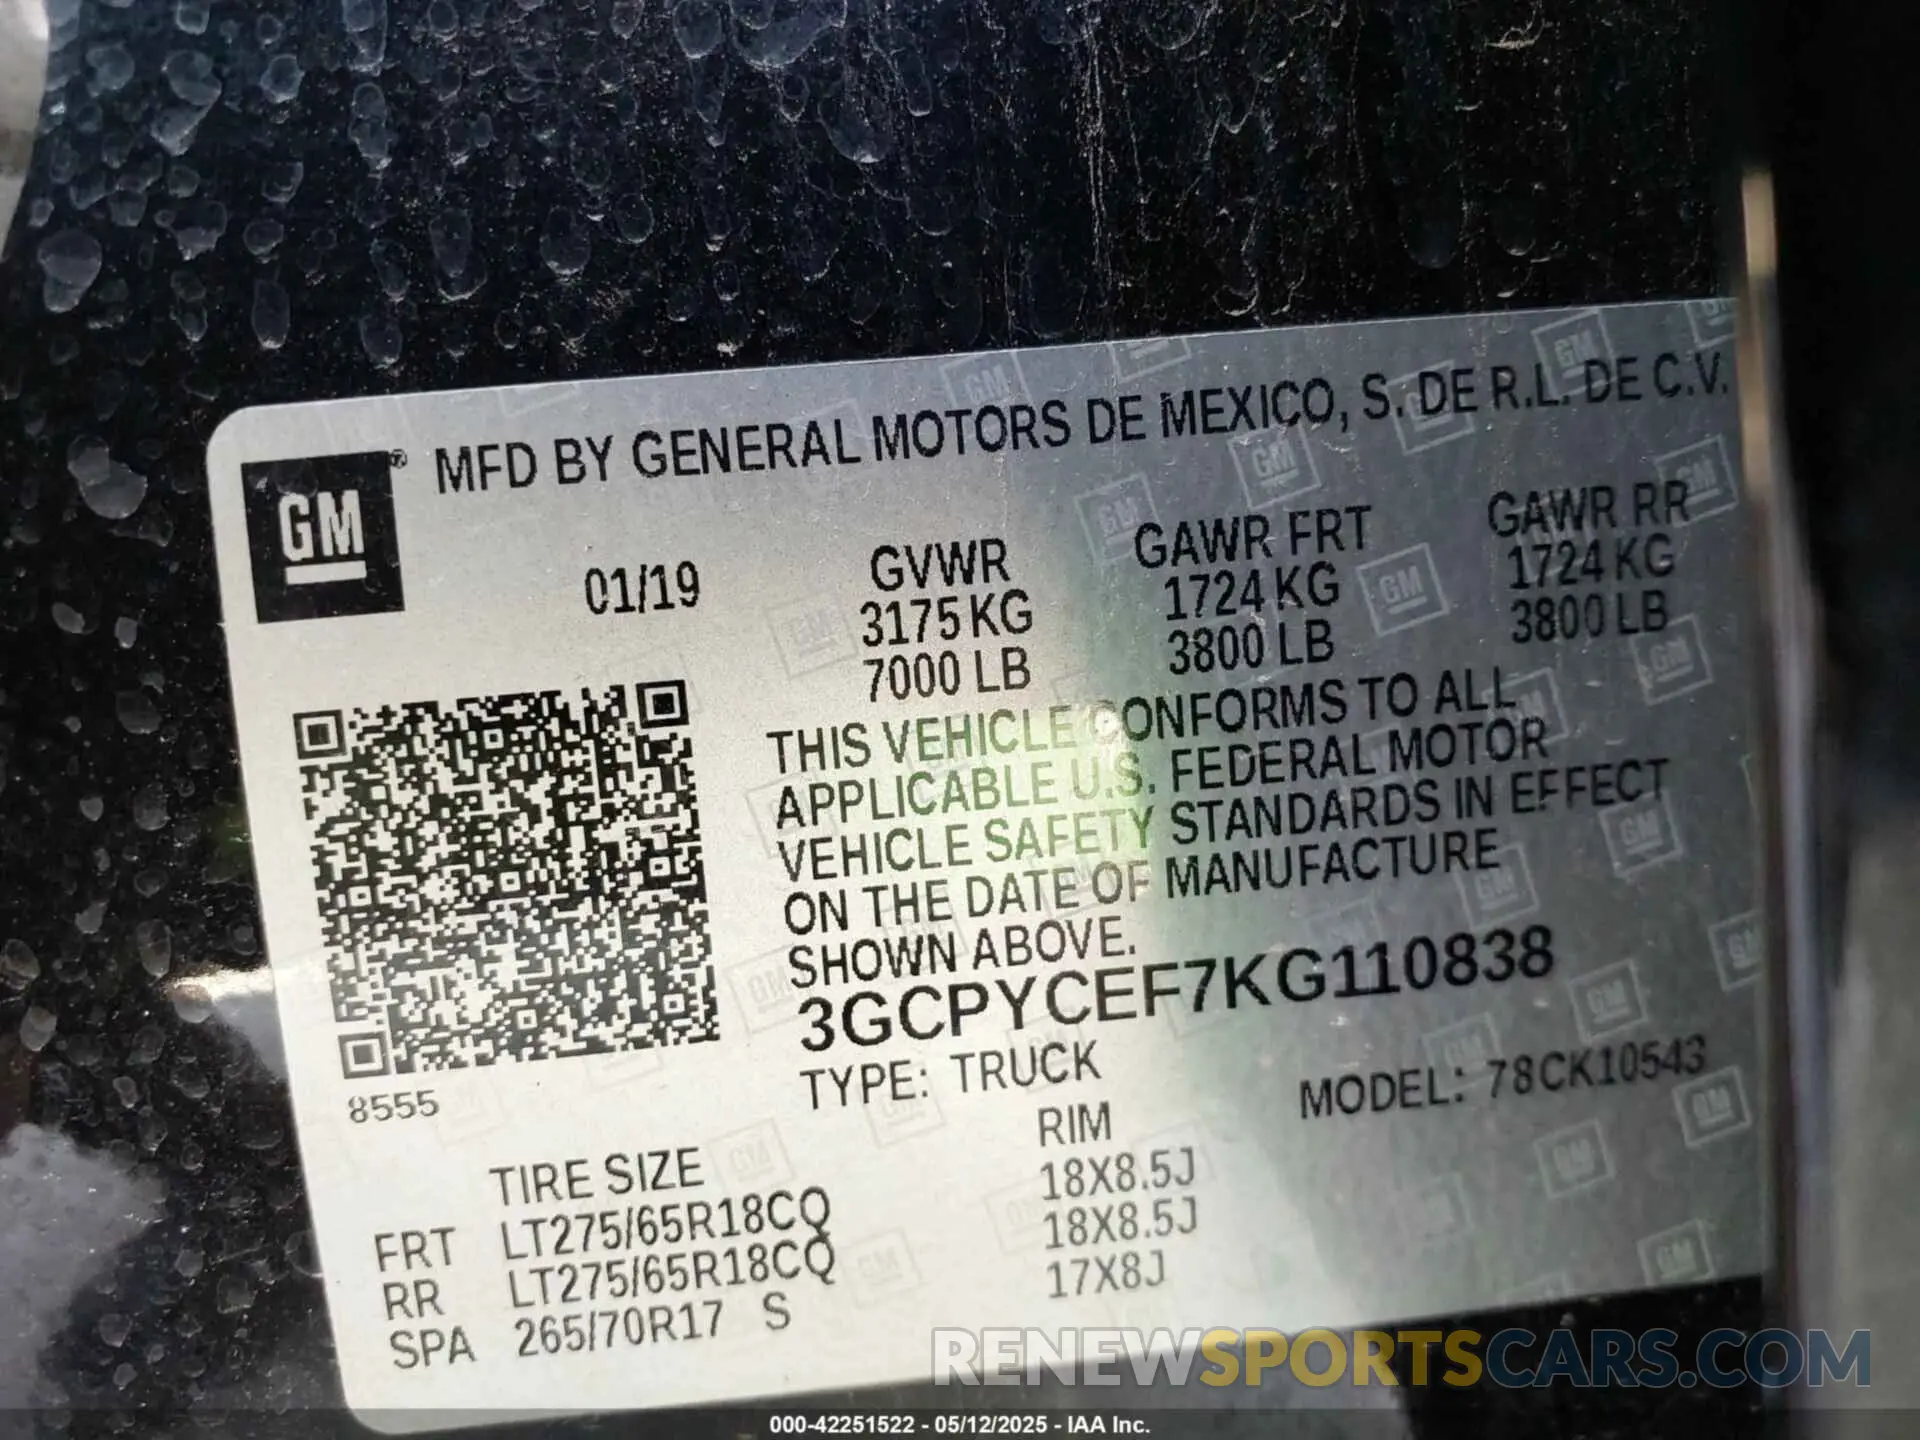 GM® MFD BY GENERAL MOTORS DE MEXICO, S. DE R.L. DE C.V.
01/19
GVWR GAWR FRT GAWR RR
3175 KG 1724 KG 1724 KG
7000 LB 3800 LB 3800 LB
THIS VEHICLE CONFORMS TO ALL
APPLICABLE U.S. FEDERAL MOTOR
VEHICLE SAFETY STANDARDS IN EFFECT
ON THE DATE OF MANUFACTURE
SHOWN ABOVE.
3GCPYCEF7KG110838
TYPE: TRUCK MODEL: 78CK10543
8555
TIRE SIZE RIM
FRT LT275/65R18CQ 18X8.5J
RR LT275/65R18CQ 18X8.5J
SPA 265/70R17 S 17X8J
RENEWSPORTSCARS.COM
000-42251522 - 05/12/2025 - IAA Inc.